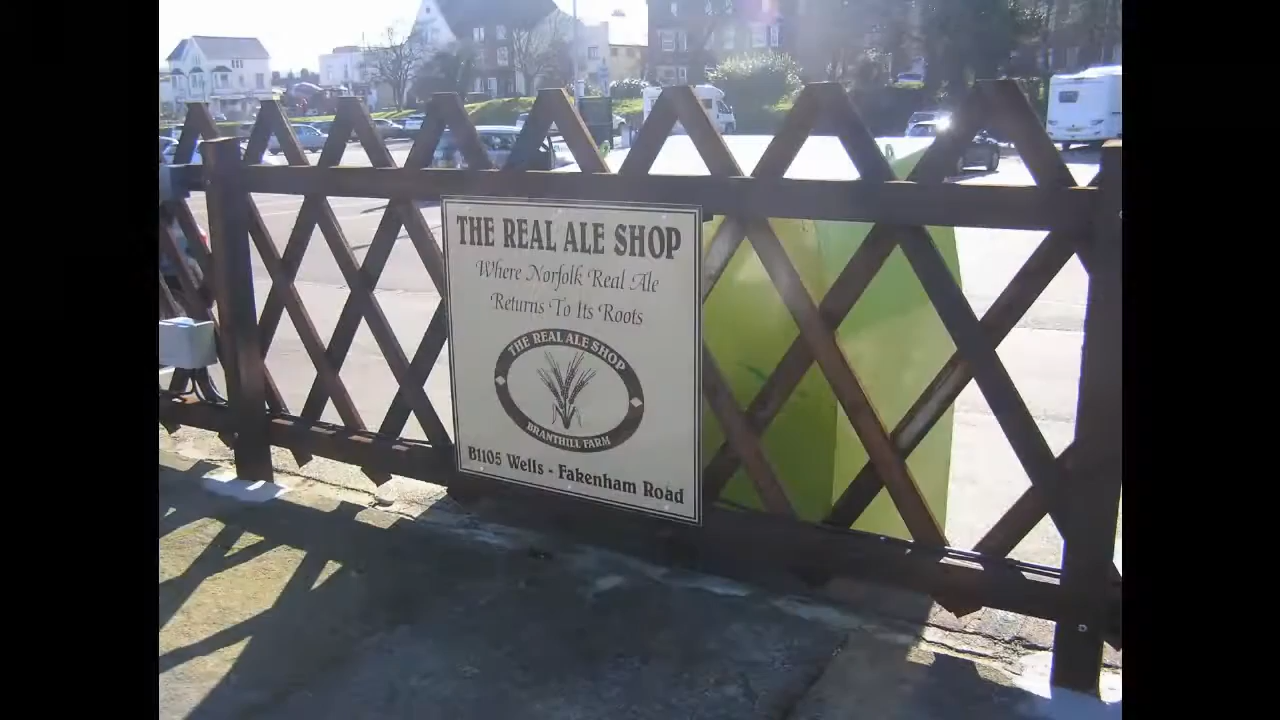 THE REAL ALE SHOP
Where Norfolk Real Ale
Returns To Its Roots
THE REAL ALE SHOP
BRANTHILL FARM
B1105 Wells - Fakenham Road